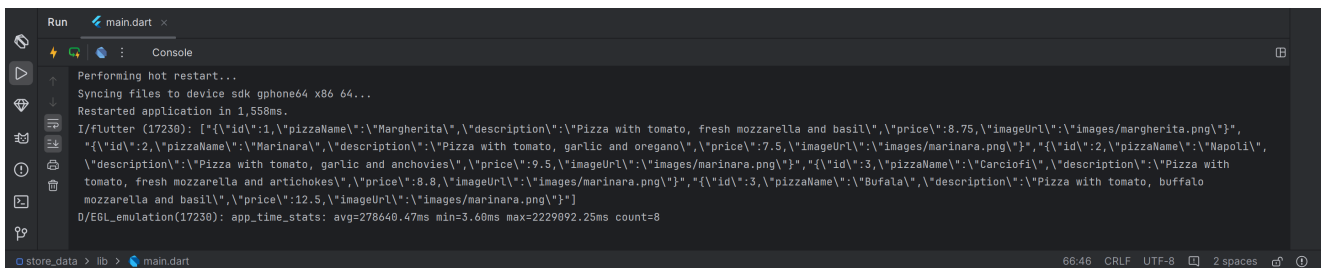 Run main.dart ×
Console
Performing hot restart...
Syncing files to device sdk gphone64 x86 64...
Restarted application in 1,558ms.
I/flutter (17230): ["{\"id\":1,\"pizzaName\":\"Margherita\",\"description\":\"Pizza with tomato, fresh mozzarella and basil\",\"price\":8.75,\"imageUrl\":\"images/margherita.png\"}",
"{\"id\":2,\"pizzaName\":\"Marinara\",\"description\":\"Pizza with tomato, garlic and oregano\",\"price\":7.5,\"imageUrl\":\"images/marinara.png\"}","{\"id\":2,\"pizzaName\":\"Napoli\",
\"description\":\"Pizza with tomato, garlic and anchovies\",\"price\":9.5,\"imageUrl\":\"images/marinara.png\"}","{\"id\":3,\"pizzaName\":\"Carciofi\",\"description\":\"Pizza with
tomato, fresh mozzarella and artichokes\",\"price\":8.8,\"imageUrl\":\"images/marinara.png\"}","{\"id\":3,\"pizzaName\":\"Bufala\",\"description\":\"Pizza with tomato, buffalo
mozzarella and basil\",\"price\":12.5,\"imageUrl\":\"images/marinara.png\"}"]
D/EGL_emulation(17230): app_time_stats: avg=278640.47ms min=3.60ms max=2229092.25ms count=8
store_data > lib > main.dart 66:46 CRLF UTF-8 2 spaces